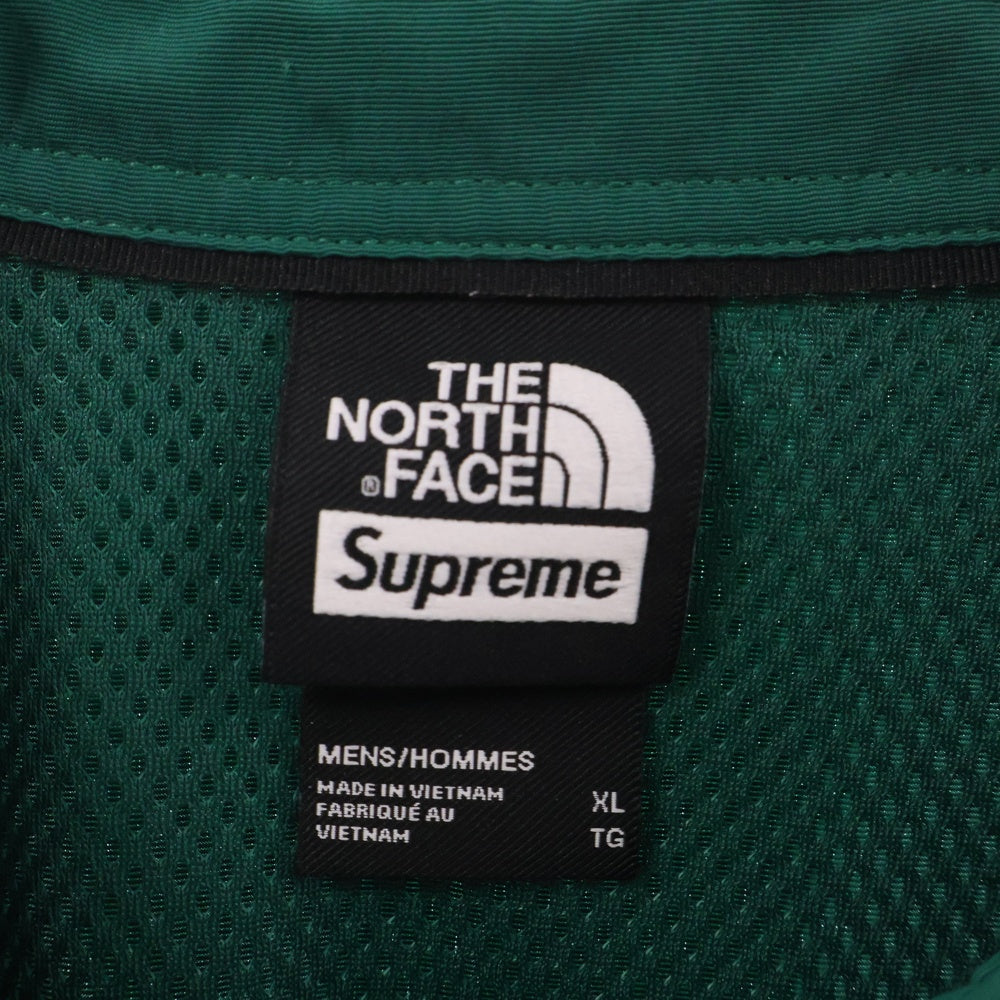 THE
NORTH
® FACE
Supreme
MENS/HOMMES
MADE IN VIETNAM
FABRIQUÉ AU
VIETNAM
XL
TG